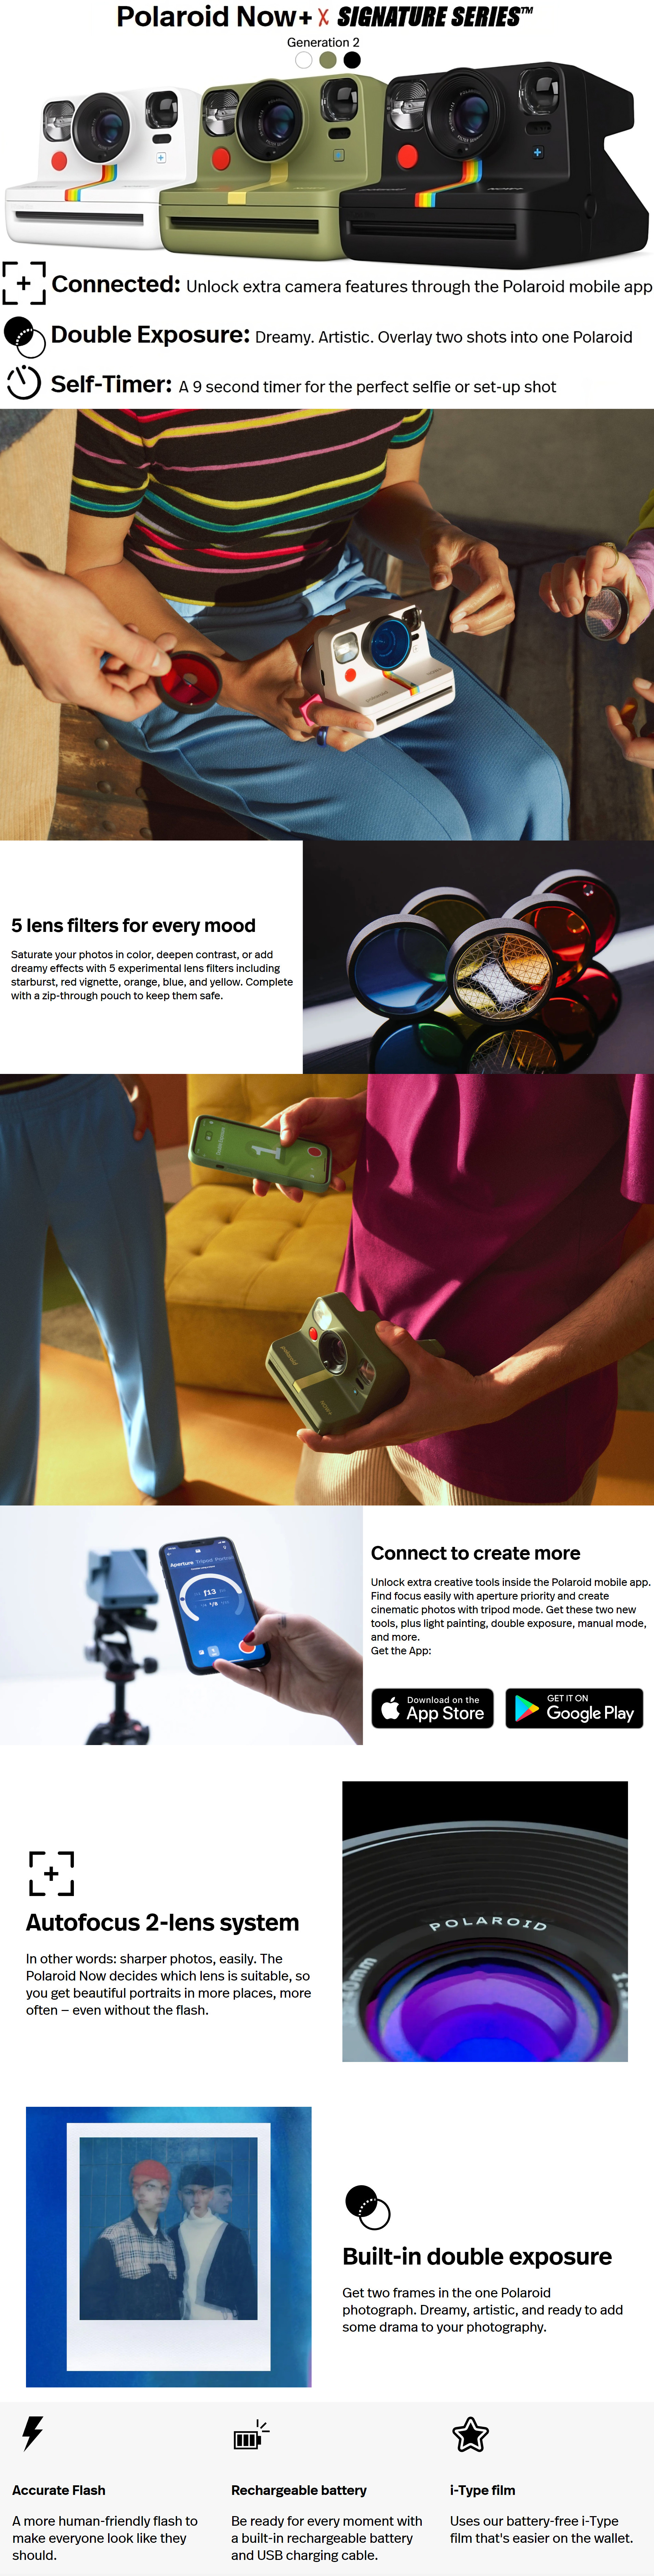 Polaroid Now+ X SIGNATURE SERIES™
Generation 2
Connected: Unlock extra camera features through the Polaroid mobile app
Double Exposure: Dreamy. Artistic. Overlay two shots into one Polaroid
Self-Timer: A 9 second timer for the perfect selfie or set-up shot
5 lens filters for every mood
Saturate your photos in color, deepen contrast, or add
dreamy effects with 5 experimental lens filters including
starburst, red vignette, orange, blue, and yellow. Complete
with a zip-through pouch to keep them safe.
1
Aperture Tripod Portrait
f13
Connect to create more
Unlock extra creative tools inside the Polaroid mobile app.
Find focus easily with aperture priority and create
cinematic photos with tripod mode. Get these two new
tools, plus light painting, double exposure, manual mode,
and more.
Get the App:
Download on the
App Store
GET IT ON
Google Play
POLAROID
Autofocus 2-lens system
In other words: sharper photos, easily. The
Polaroid Now decides which lens is suitable, so
you get beautiful portraits in more places, more
often – even without the flash.
Built-in double exposure
Get two frames in the one Polaroid
photograph. Dreamy, artistic, and ready to add
some drama to your photography.
Accurate Flash
A more human-friendly flash to
make everyone look like they
should.
Rechargeable battery
Be ready for every moment with
a built-in rechargeable battery
and USB charging cable.
i-Type film
Uses our battery-free i-Type
film that's easier on the wallet.